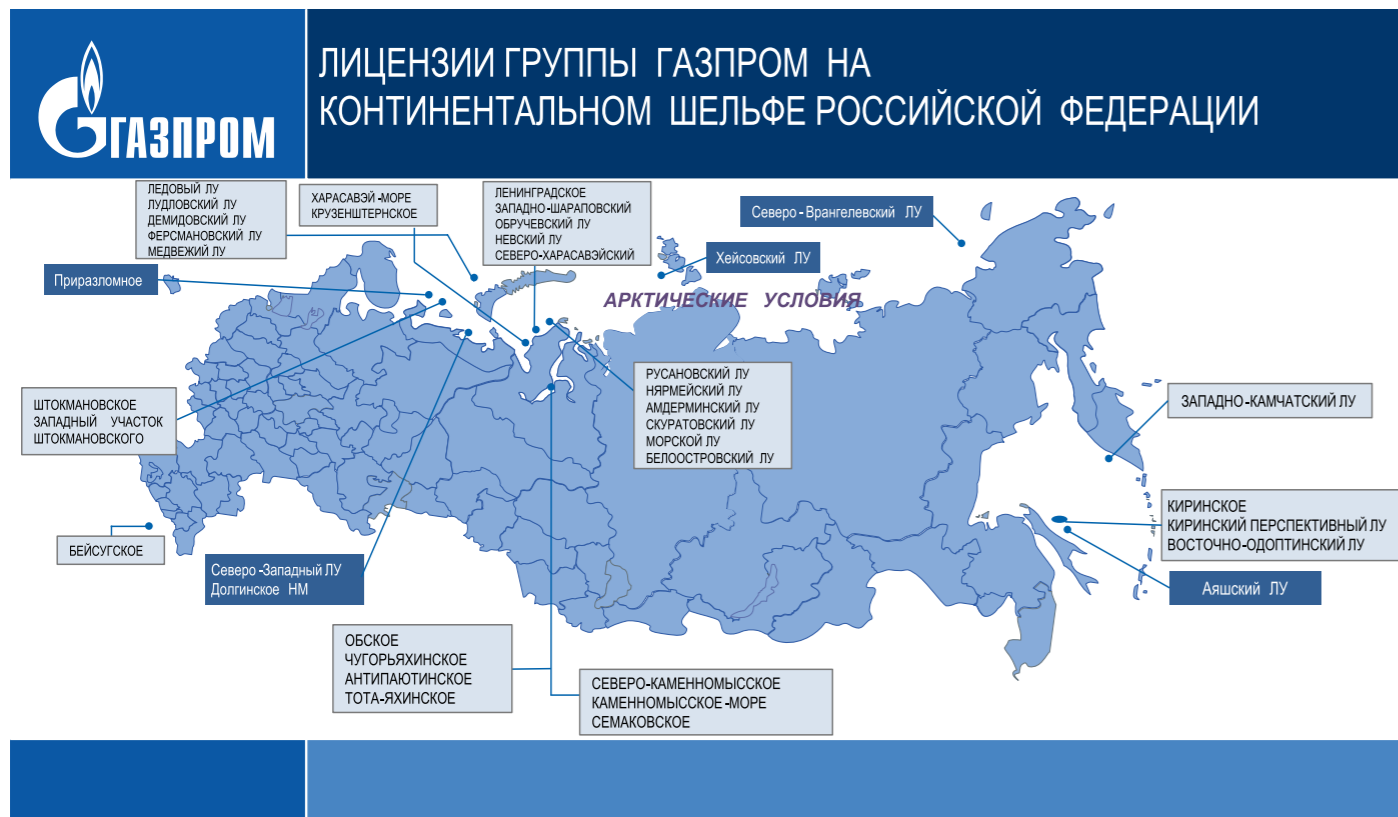 ГАЗПРОМ
ЛИЦЕНЗИИ ГРУППЫ ГАЗПРОМ НА
КОНТИНЕНТАЛЬНОМ ШЕЛЬФЕ РОССИЙСКОЙ ФЕДЕРАЦИИ
ЛЕДОВЫЙ ЛУ
ЛУДЛОВСКИЙ ЛУ
ДЕМИДОВСКИЙ ЛУ
ФЕРСМАНОВСКИЙ ЛУ
МЕДВЕЖИЙ ЛУ
ХАРАСАВЭЙ -МОРЕ
КРУЗЕНШТЕРНСКОЕ
ЛЕНИНГРАДСКОЕ
ЗАПАДНО-ШАРАПОВСКИЙ
ОБРУЧЕВСКИЙ ЛУ
НЕВСКИЙ ЛУ
СЕВЕРО-ХАРАСАВЭЙСКИЙ
Северо-Врангелевский ЛУ
Хейсовский ЛУ
Приразломное
АРКТИЧЕСКИЕ УСЛОВИЯ
РУСАНОВСКИЙ ЛУ
НЯРМЕЙСКИЙ ЛУ
АМДЕРМИНСКИЙ ЛУ
СКУРАТОВСКИЙ ЛУ
МОРСКОЙ ЛУ
БЕЛООСТРОВСКИЙ ЛУ
ШТОКМАНОВСКОЕ
ЗАПАДНЫЙ УЧАСТОК
ШТОКМАНОВСКОГО
ЗАПАДНО-КАМЧАТСКИЙ ЛУ
КИРИНСКОЕ
КИРИНСКИЙ ПЕРСПЕКТИВНЫЙ ЛУ
ВОСТОЧНО-ОДОПТИНСКИЙ ЛУ
БЕЙСУГСКОЕ
Северо -Западный ЛУ
Долгинское НМ
Аяшский ЛУ
ОБСКОЕ
ЧУГОРЬЯХИНСКОЕ
АНТИПАЮТИНСКОЕ
ТОТА-ЯХИНСКОЕ
СЕВЕРО-КАМЕННОМЫССКОЕ
КАМЕННОМЫССКОЕ -МОРЕ
СЕМАКОВСКОЕ